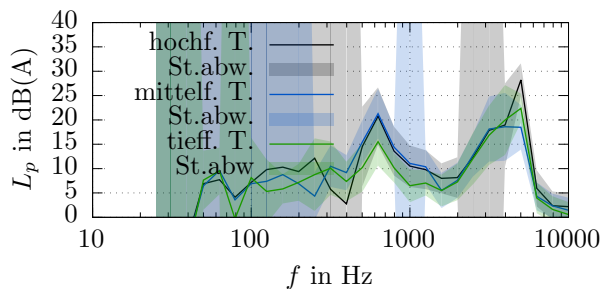 40
35
30
25
20
15
10
5
0
L_p in dB(A)
hochf. T.
St.abw.
mittelf. T.
St.abw.
tieff. T.
St.abw
10
100
1000
10000
f in Hz